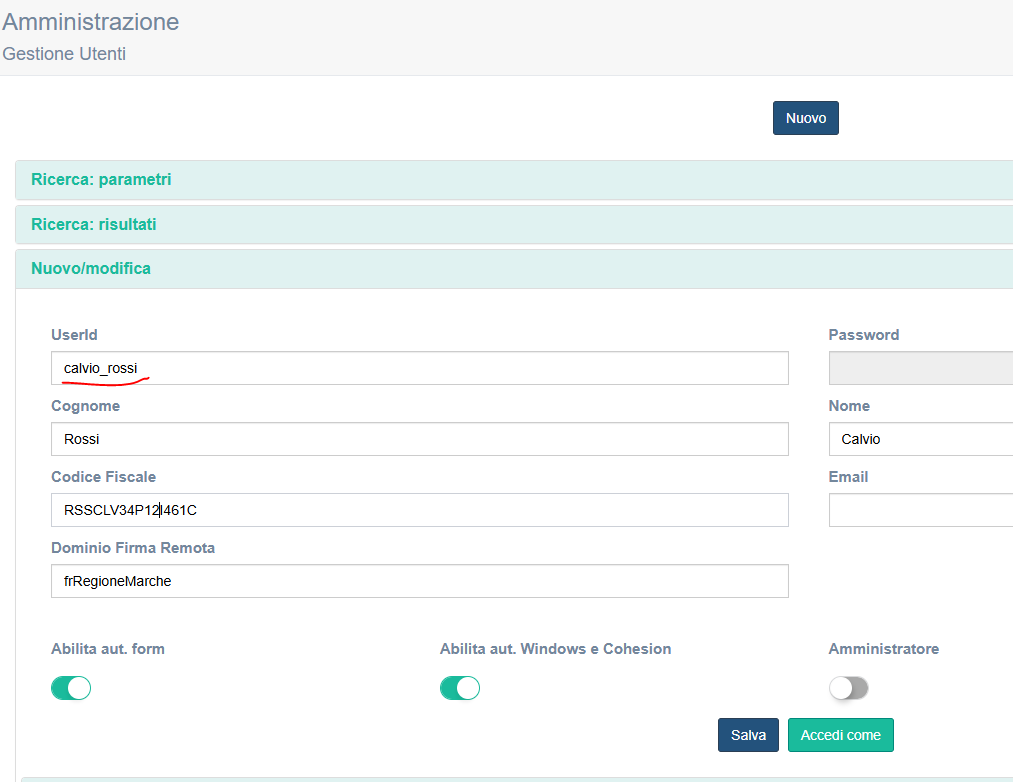 Amministrazione
Gestione Utenti
Nuovo
Ricerca: parametri
Ricerca: risultati
Nuovo/modifica
UserId
Password
calvio_rossi
Cognome
Nome
Rossi
Calvio
Codice Fiscale
Email
RSSCLV34P12I461C
Dominio Firma Remota
frRegioneMarche
Abilita aut. form
Abilita aut. Windows e Cohesion
Amministratore
Salva
Accedi come